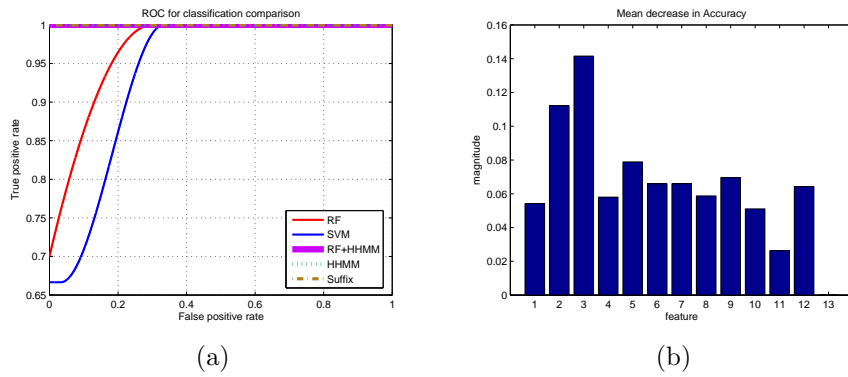 ROC for classification comparison
1
0.95
0.9
0.85
0.8
0.75
0.7
0.65
True positive rate
0 0.2 0.4 0.6 0.8 1
False positive rate
RF
SVM
RF+HHMM
HHMM
Suffix
(a)
Mean decrease in Accuracy
0.16
0.14
0.12
0.1
0.08
0.06
0.04
0.02
0
magnitude
1 2 3 4 5 6 7 8 9 10 11 12 13
feature
(b)